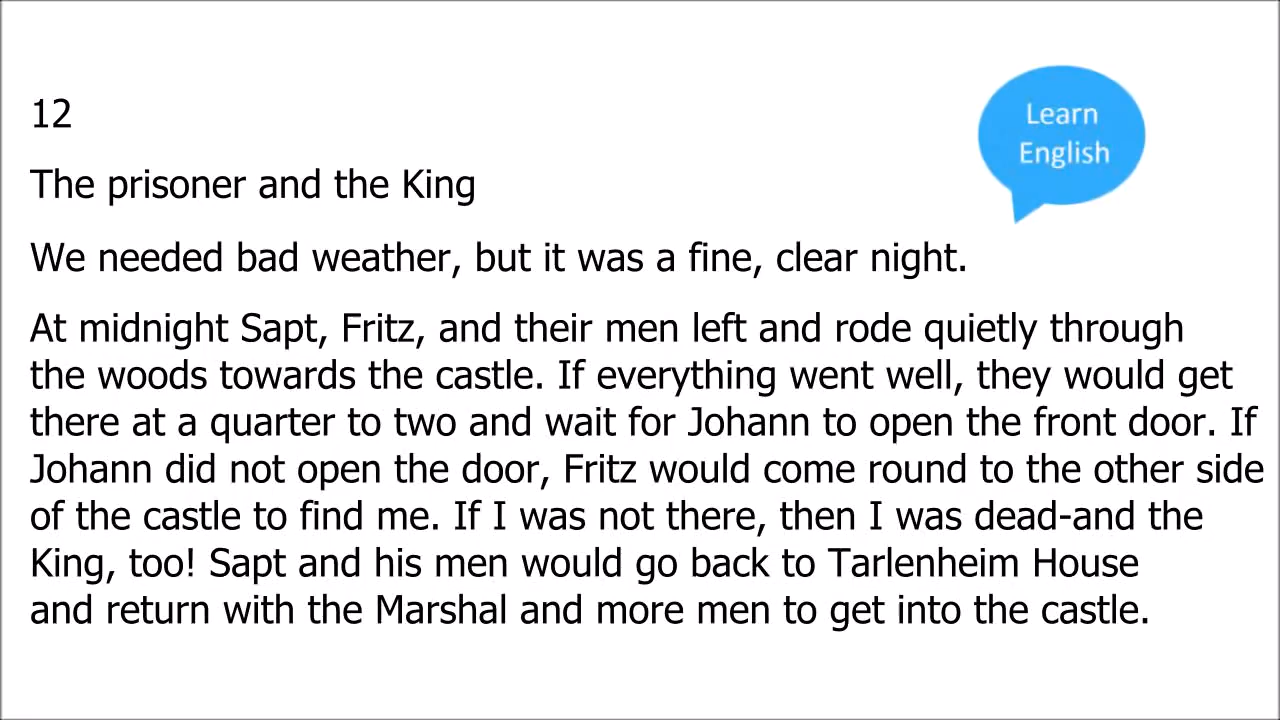 12
Learn
English
The prisoner and the King
We needed bad weather, but it was a fine, clear night.
At midnight Sapt, Fritz, and their men left and rode quietly through
the woods towards the castle. If everything went well, they would get
there at a quarter to two and wait for Johann to open the front door. If
Johann did not open the door, Fritz would come round to the other side
of the castle to find me. If I was not there, then I was dead-and the
King, too! Sapt and his men would go back to Tarlenheim House
and return with the Marshal and more men to get into the castle.